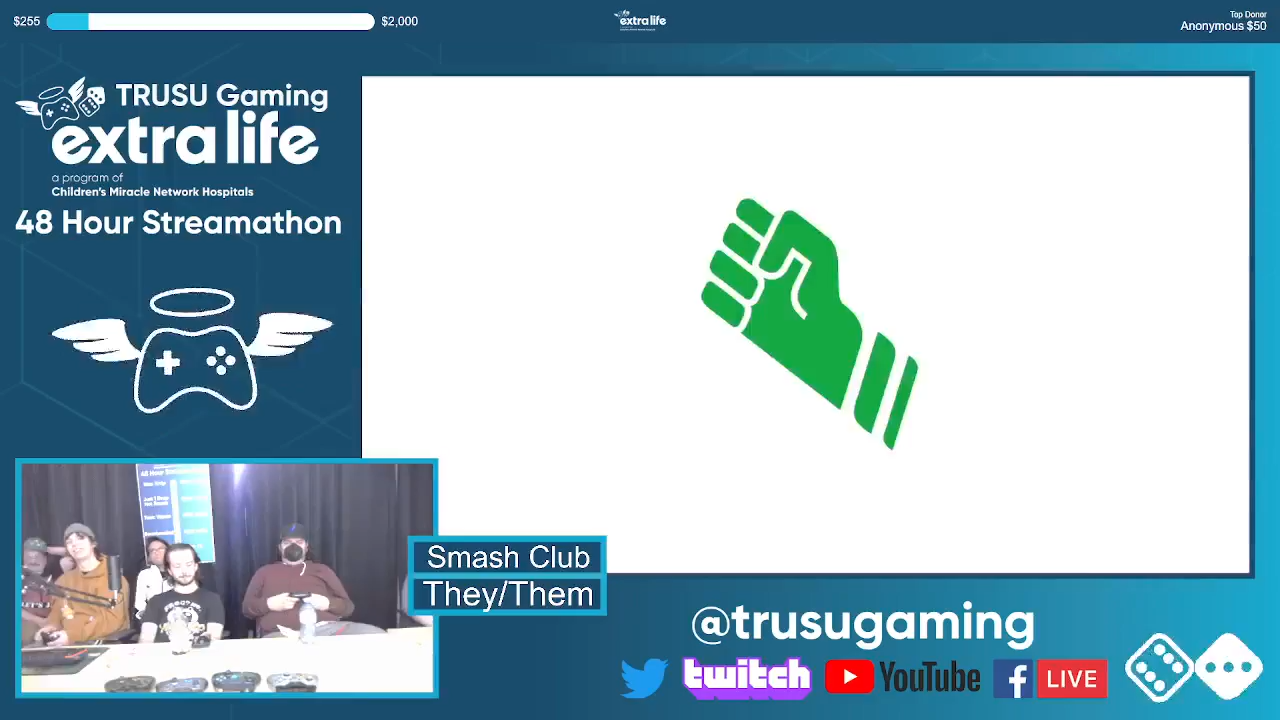 $255
$2,000
extra life
Top Donor
Anonymous $50
TRUSU Gaming
extra life
a program of
Children's Miracle Network Hospitals
48 Hour Streamathon
Smash Club
They/Them
@trusugaming
twitch
YouTube
f LIVE